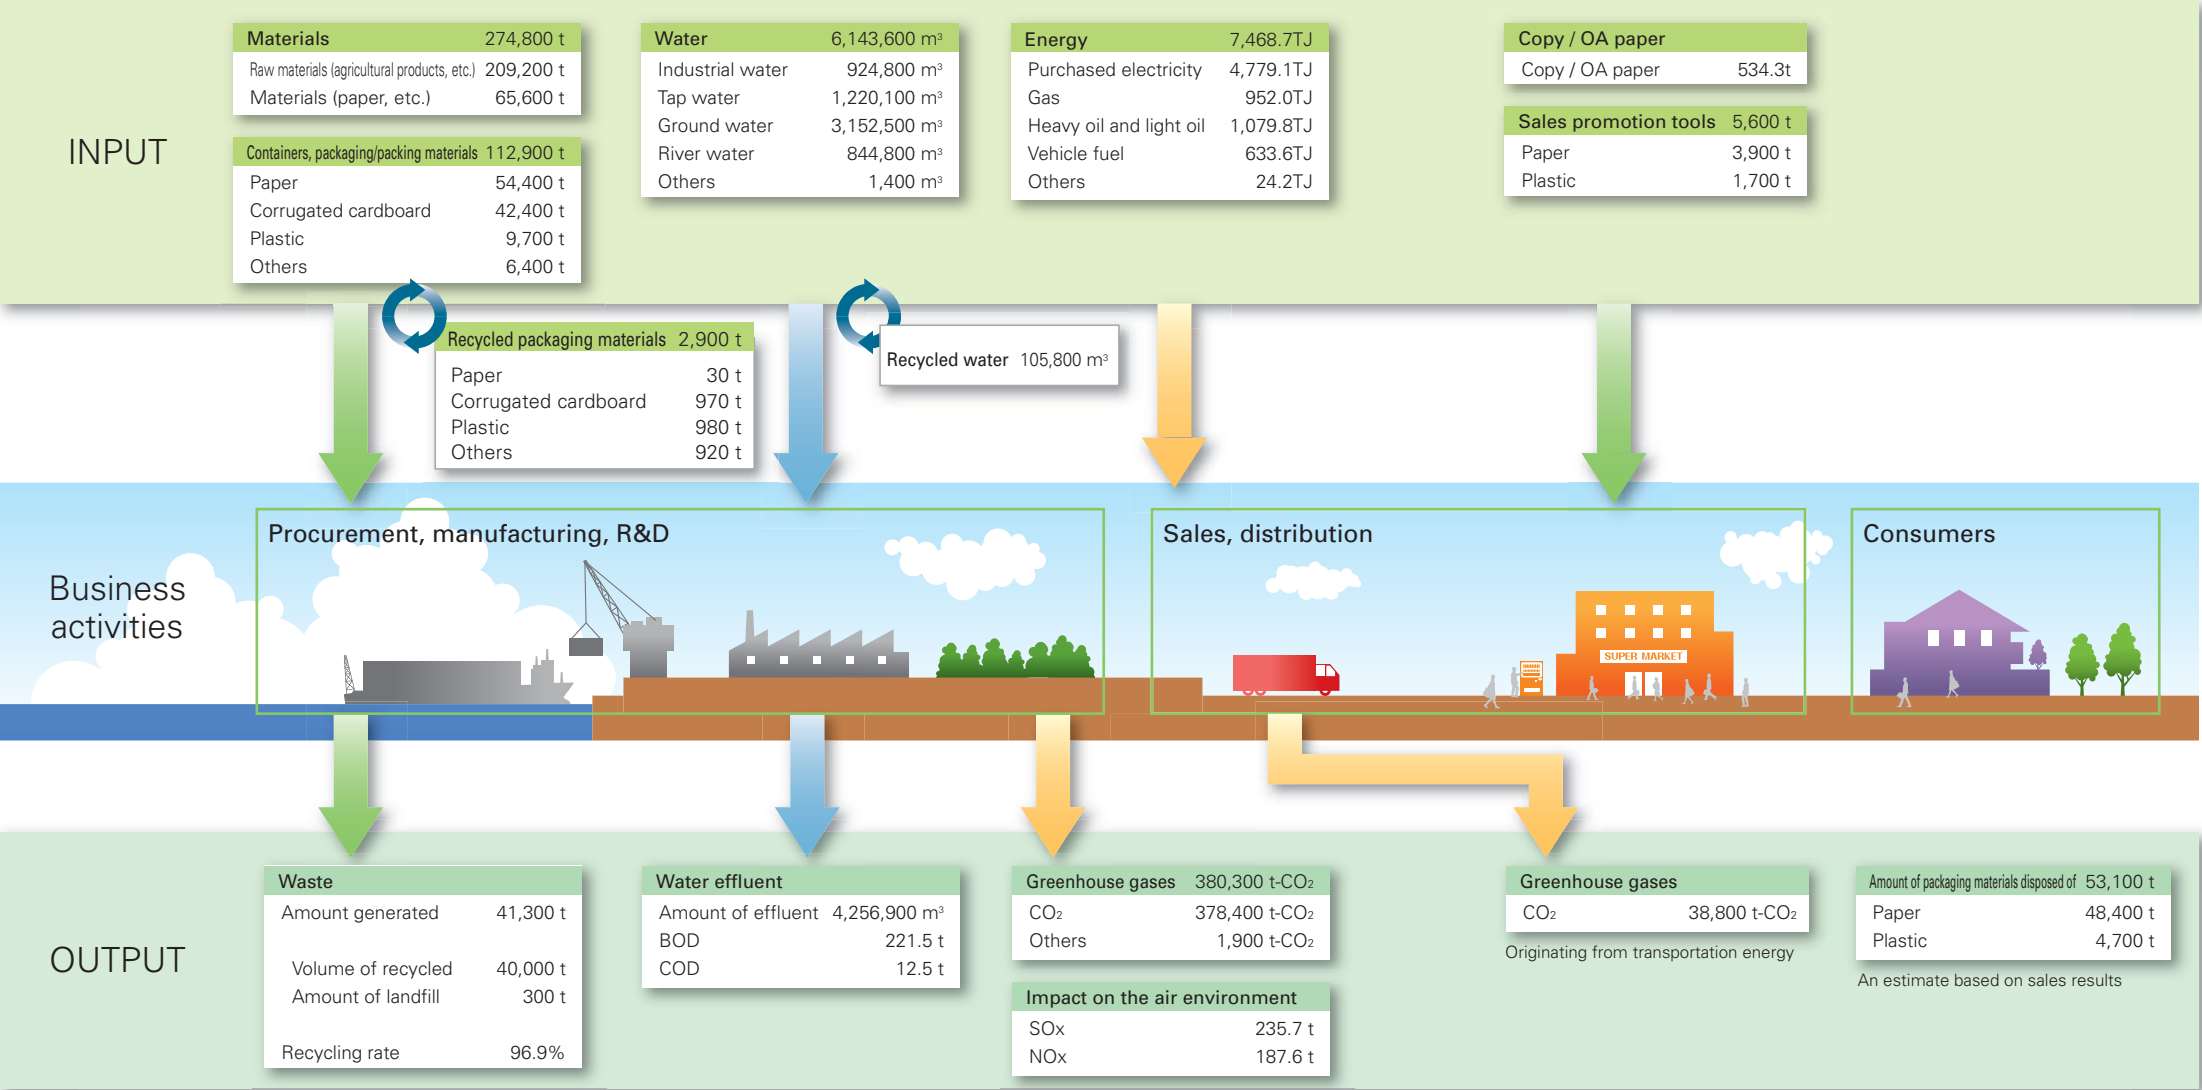 INPUT
Materials 274,800 t
Raw materials (agricultural products, etc.) 209,200 t
Materials (paper, etc.) 65,600 t
Containers, packaging/packing materials 112,900 t
Paper 54,400 t
Corrugated cardboard 42,400 t
Plastic 9,700 t
Others 6,400 t
Water 6,143,600 m³
Industrial water 924,800 m³
Tap water 1,220,100 m³
Ground water 3,152,500 m³
River water 844,800 m³
Others 1,400 m³
Energy 7,468.7TJ
Purchased electricity 4,779.1TJ
Gas 952.0TJ
Heavy oil and light oil 1,079.8TJ
Vehicle fuel 633.6TJ
Others 24.2TJ
Copy / OA paper
Copy / OA paper 534.3t
Sales promotion tools 5,600 t
Paper 3,900 t
Plastic 1,700 t
Recycled packaging materials 2,900 t
Paper 30 t
Corrugated cardboard 970 t
Plastic 980 t
Others 920 t
Recycled water 105,800 m³
Business
activities
Procurement, manufacturing, R&D
Sales, distribution
SUPER MARKET
Consumers
OUTPUT
Waste
Amount generated 41,300 t
Volume of recycled 40,000 t
Amount of landfill 300 t
Recycling rate 96.9%
Water effluent
Amount of effluent 4,256,900 m³
BOD 221.5 t
COD 12.5 t
Greenhouse gases 380,300 t-CO₂
CO₂ 378,400 t-CO₂
Others 1,900 t-CO₂
Impact on the air environment
SOx 235.7 t
NOx 187.6 t
Greenhouse gases
CO₂ 38,800 t-CO₂
Originating from transportation energy
Amount of packaging materials disposed of 53,100 t
Paper 48,400 t
Plastic 4,700 t
An estimate based on sales results